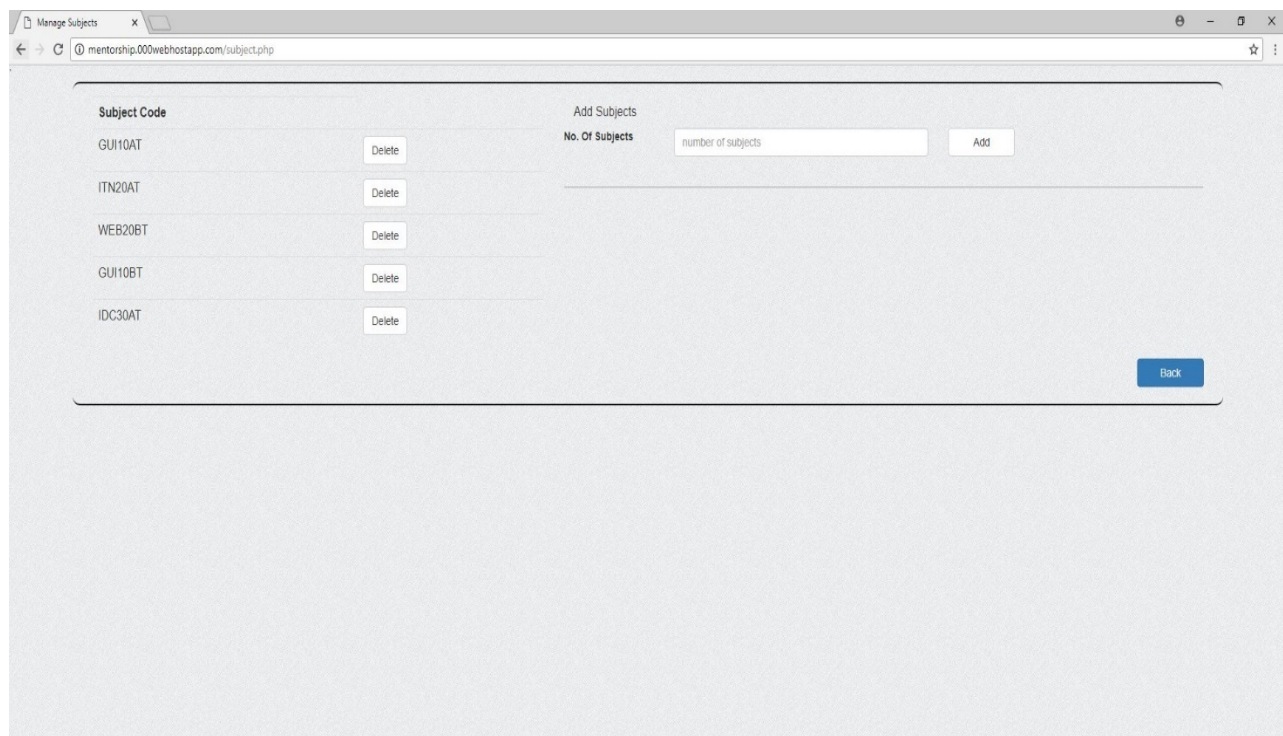 Manage Subjects
mentorship.000webhostapp.com/subject.php
Subject Code
GUI10AT Delete
ITN20AT Delete
WEB20BT Delete
GUI10BT Delete
IDC30AT Delete
Add Subjects
No. Of Subjects number of subjects Add
Back